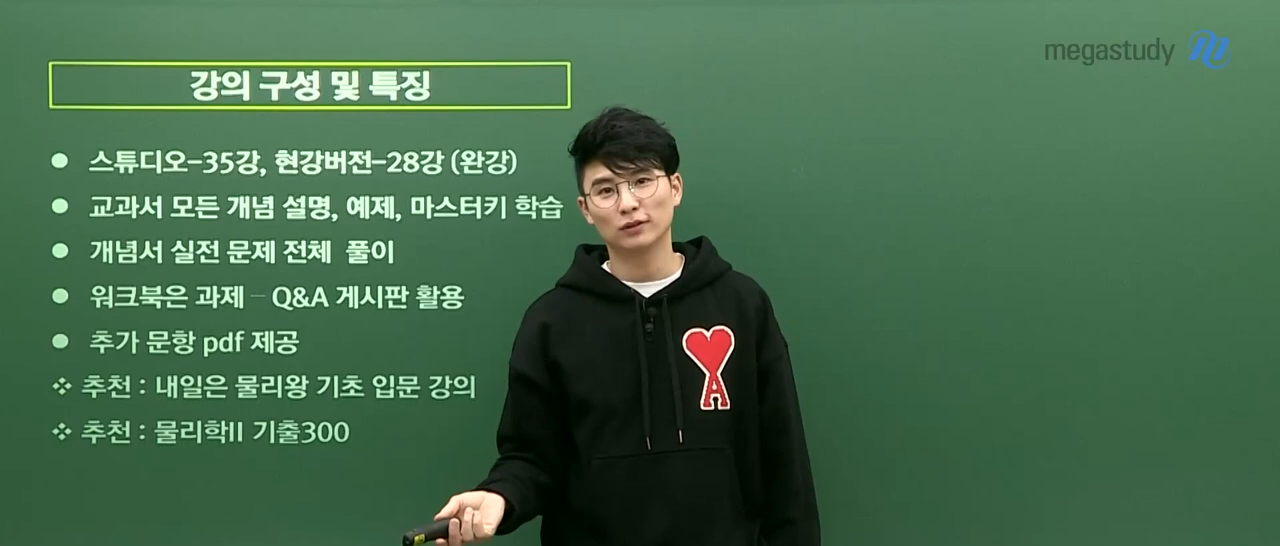 megastudy
강의 구성 및 특징
● 스튜디오-35강, 현강버전-28강 (완강)
● 교과서 모든 개념 설명, 예제, 마스터키 학습
● 개념서 실전 문제 전체 풀이
● 워크북은 과제 – Q&A 게시판 활용
● 추가 문항 pdf 제공
❖ 추천 : 내일은 물리왕 기초 입문 강의
❖ 추천 : 물리학II 기출300
A